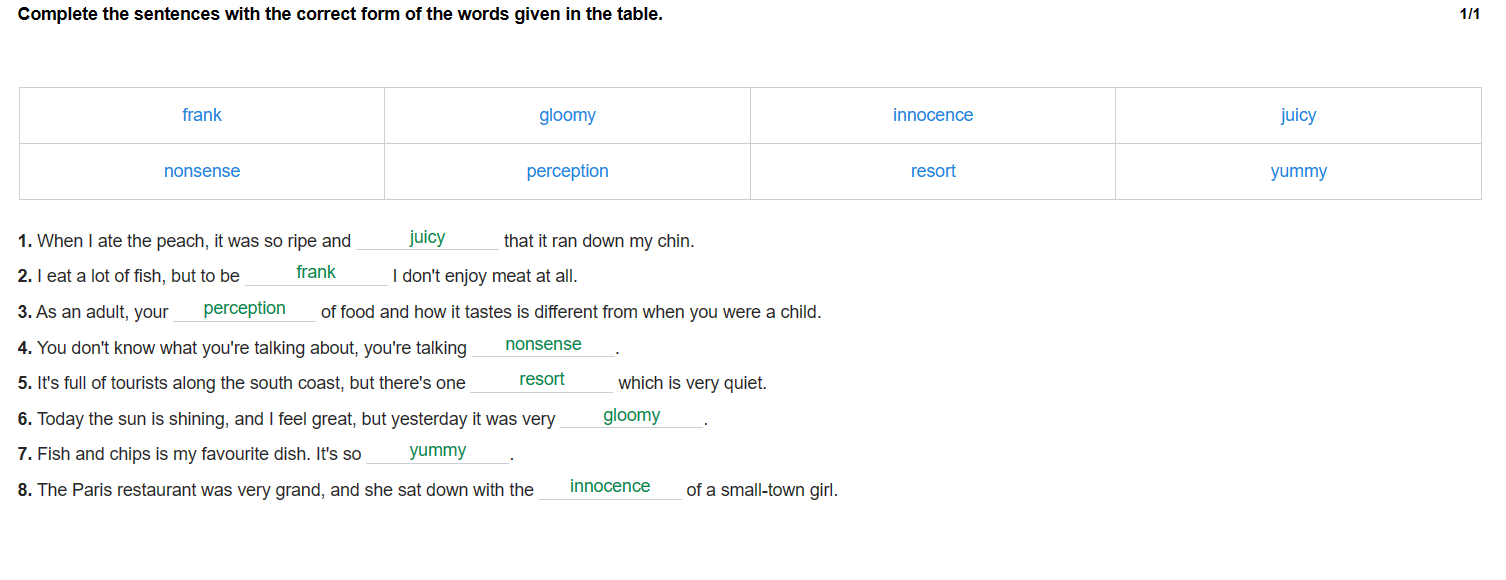 Complete the sentences with the correct form of the words given in the table. 1/1
frank gloomy innocence juicy
nonsense perception resort yummy
1. When I ate the peach, it was so ripe and juicy that it ran down my chin.
2. I eat a lot of fish, but to be frank I don't enjoy meat at all.
3. As an adult, your perception of food and how it tastes is different from when you were a child.
4. You don't know what you're talking about, you're talking nonsense.
5. It's full of tourists along the south coast, but there's one resort which is very quiet.
6. Today the sun is shining, and I feel great, but yesterday it was very gloomy.
7. Fish and chips is my favourite dish. It's so yummy.
8. The Paris restaurant was very grand, and she sat down with the innocence of a small-town girl.